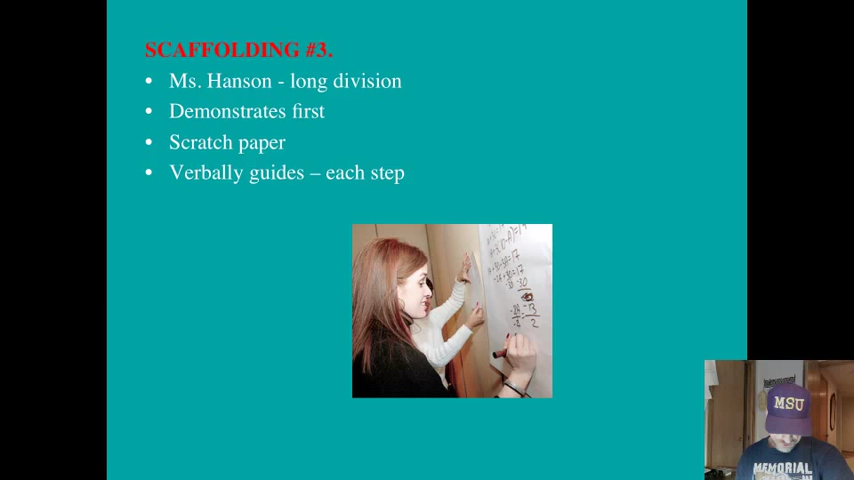 SCAFFOLDING #3.
• Ms. Hanson - long division
• Demonstrates first
• Scratch paper
• Verbally guides – each step
MSU
MEMORIAL